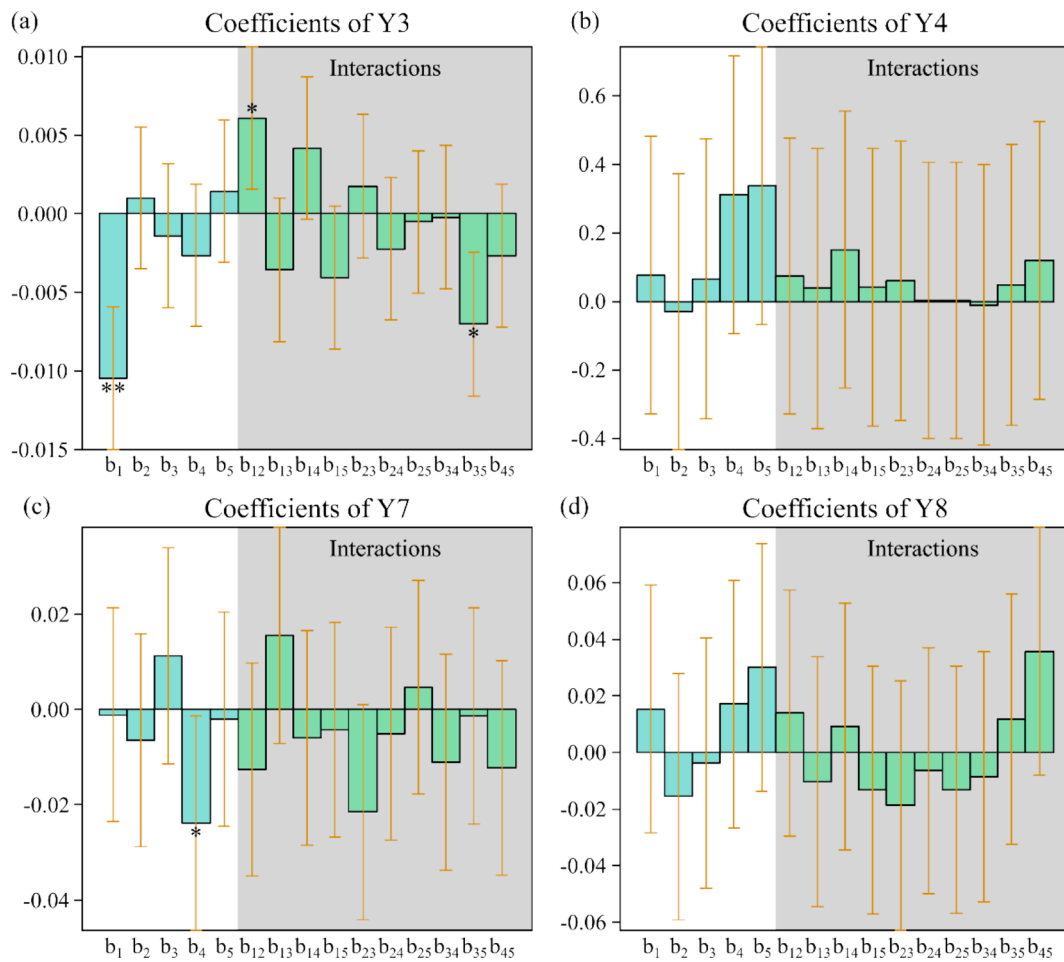 (a) Coefficients of Y3
0.010
0.005
0.000
-0.005
-0.010
-0.015
Interactions
*
**
*
b₁ b₂ b₃ b₄ b₅ b₁₂ b₁₃ b₁₄ b₁₅ b₂₃ b₂₄ b₂₅ b₃₄ b₃₅ b₄₅
(b) Coefficients of Y4
0.6
0.4
0.2
0.0
-0.2
-0.4
Interactions
b₁ b₂ b₃ b₄ b₅ b₁₂ b₁₃ b₁₄ b₁₅ b₂₃ b₂₄ b₂₅ b₃₄ b₃₅ b₄₅
(c) Coefficients of Y7
0.02
0.00
-0.02
-0.04
Interactions
*
b₁ b₂ b₃ b₄ b₅ b₁₂ b₁₃ b₁₄ b₁₅ b₂₃ b₂₄ b₂₅ b₃₄ b₃₅ b₄₅
(d) Coefficients of Y8
0.06
0.04
0.02
0.00
-0.02
-0.04
-0.06
Interactions
b₁ b₂ b₃ b₄ b₅ b₁₂ b₁₃ b₁₄ b₁₅ b₂₃ b₂₄ b₂₅ b₃₄ b₃₅ b₄₅